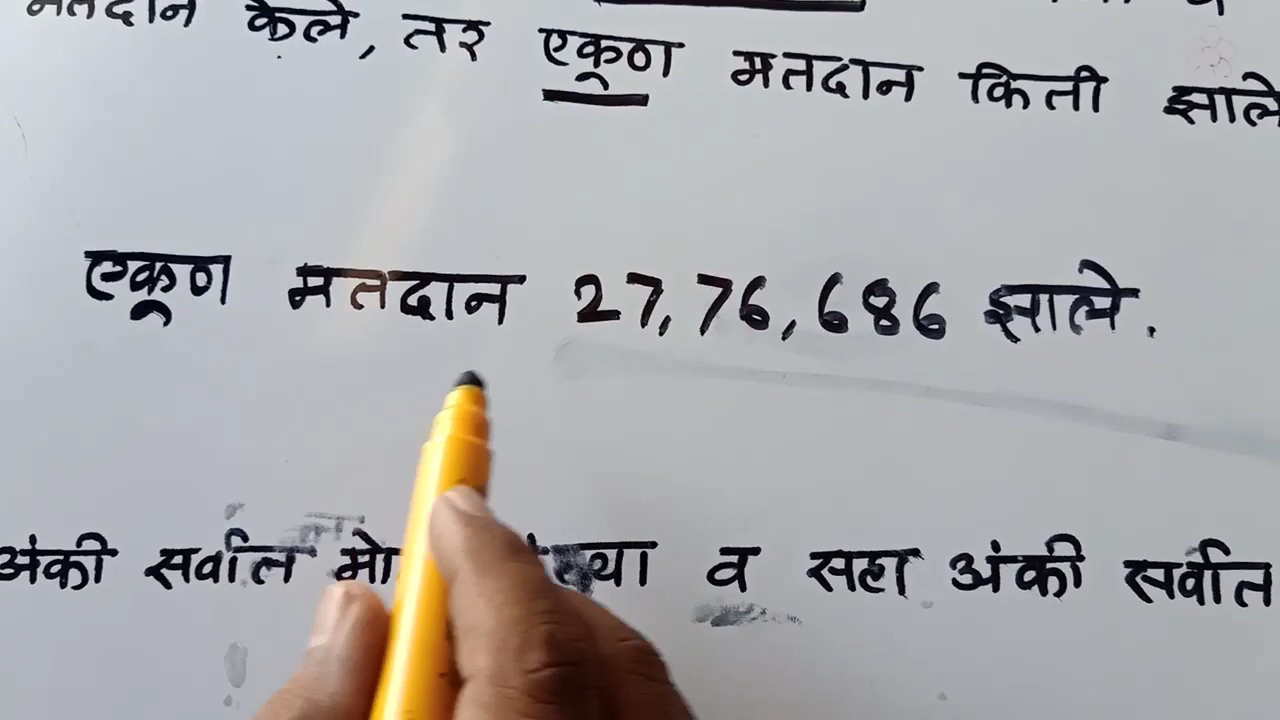 मतदान केले, तर एकूण मतदान किती झाले
एकूण मतदान 27,76,686 झाले.
अंकी सर्वात व सहा अंकी सर्वात